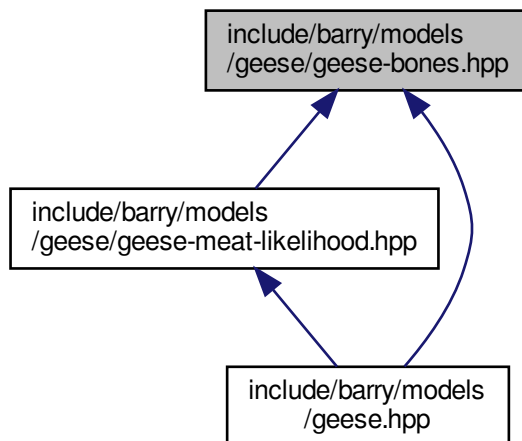 include/barry/models
/geese/geese-bones.hpp
include/barry/models
/geese/geese-meat-likelihood.hpp
include/barry/models
/geese.hpp